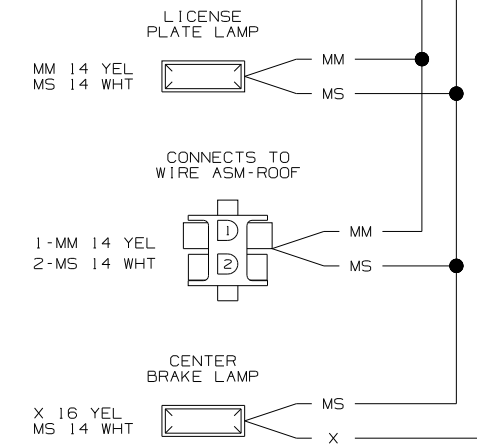 LICENSE
PLATE LAMP
MM 14 YEL
MS 14 WHT
MM
MS
CONNECTS TO
WIRE ASM-ROOF
1-MM 14 YEL
2-MS 14 WHT
1
2
MM
MS
CENTER
BRAKE LAMP
X 16 YEL
MS 14 WHT
MS
X